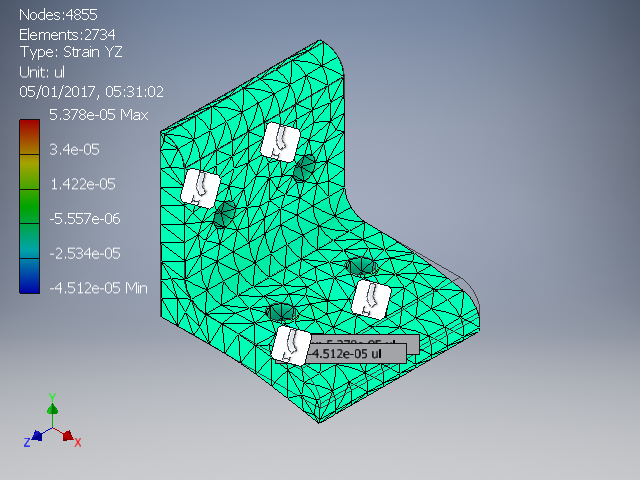 Nodes:4855
Elements:2734
Type: Strain YZ
Unit: ul
05/01/2017, 05:31:02
5.378e-05 Max
3.4e-05
1.422e-05
-5.557e-06
-2.534e-05
-4.512e-05 Min
-4.512e-05 ul
Y
Z
X